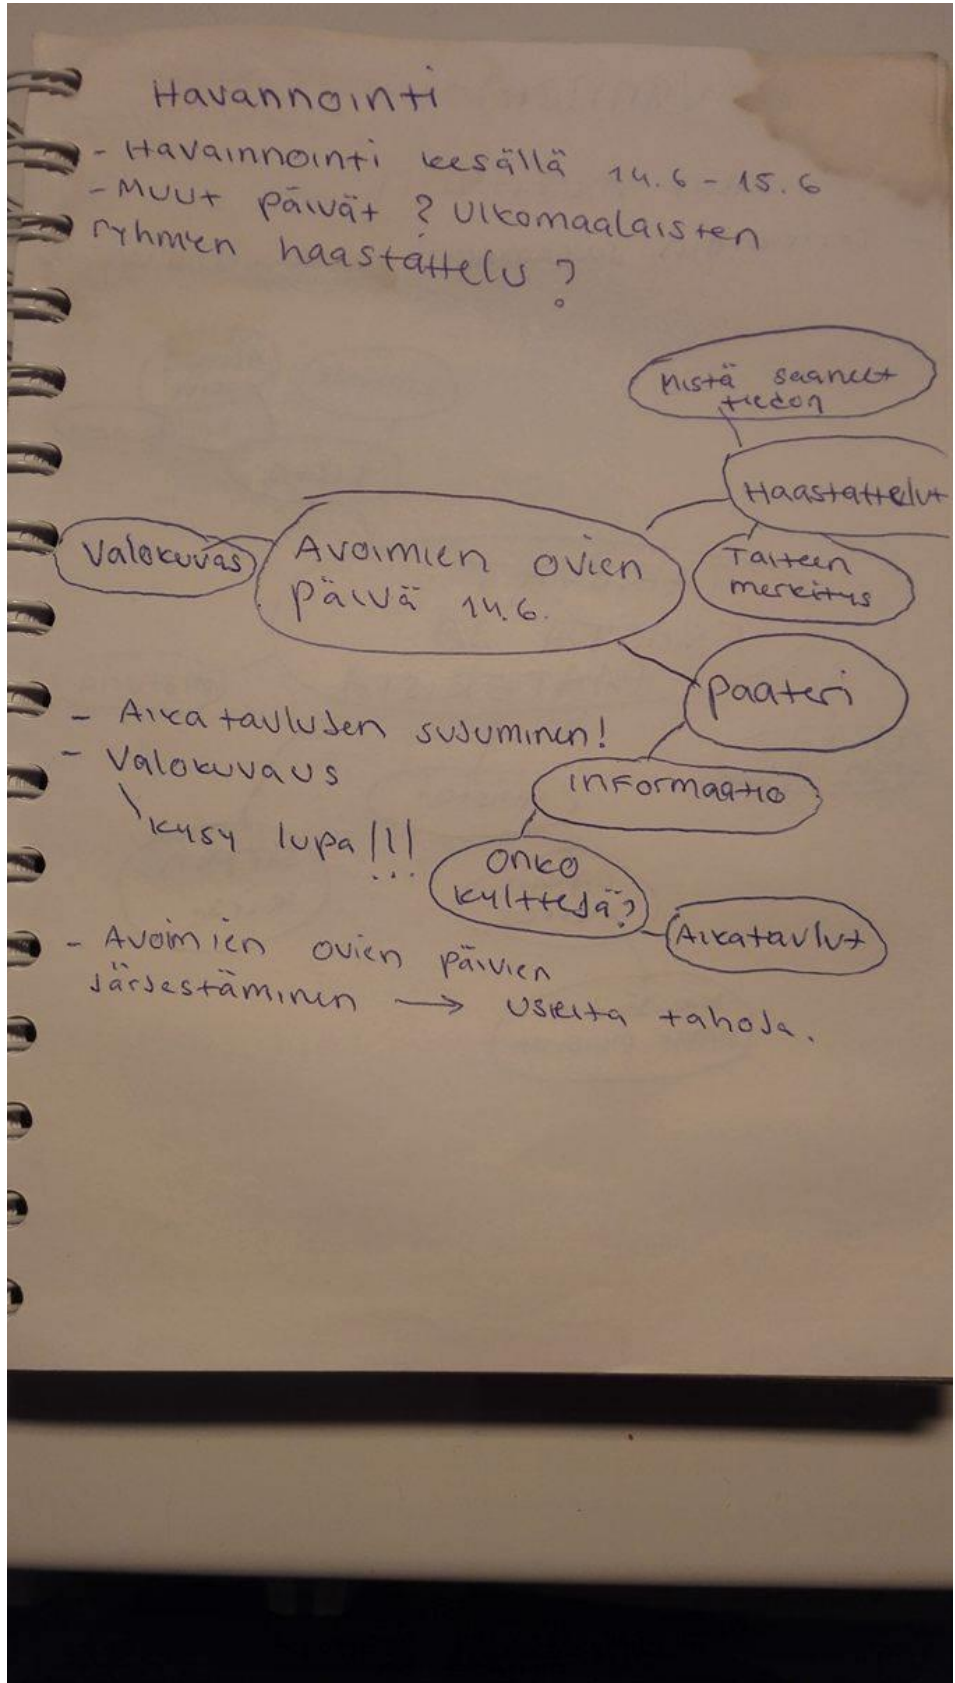 Havannointi
- Havainnointi kesällä 14.6 - 15.6
- Muut päivät ? Ulkomaalaisten
ryhmien haastattelu ?
mistä saaneet
tiedon
Haastattelut
Taiteen
merkitys
Valokuvas
Avoimien ovien
päivä 14.6.
paateri
informaatio
onko
kylttejä?
Aikataulut
- Aikataulujen sujuminen!
- Valokuvaus
kysy lupa!!!
- Avoimien ovien päivien
järjestäminen → useita tahoja.